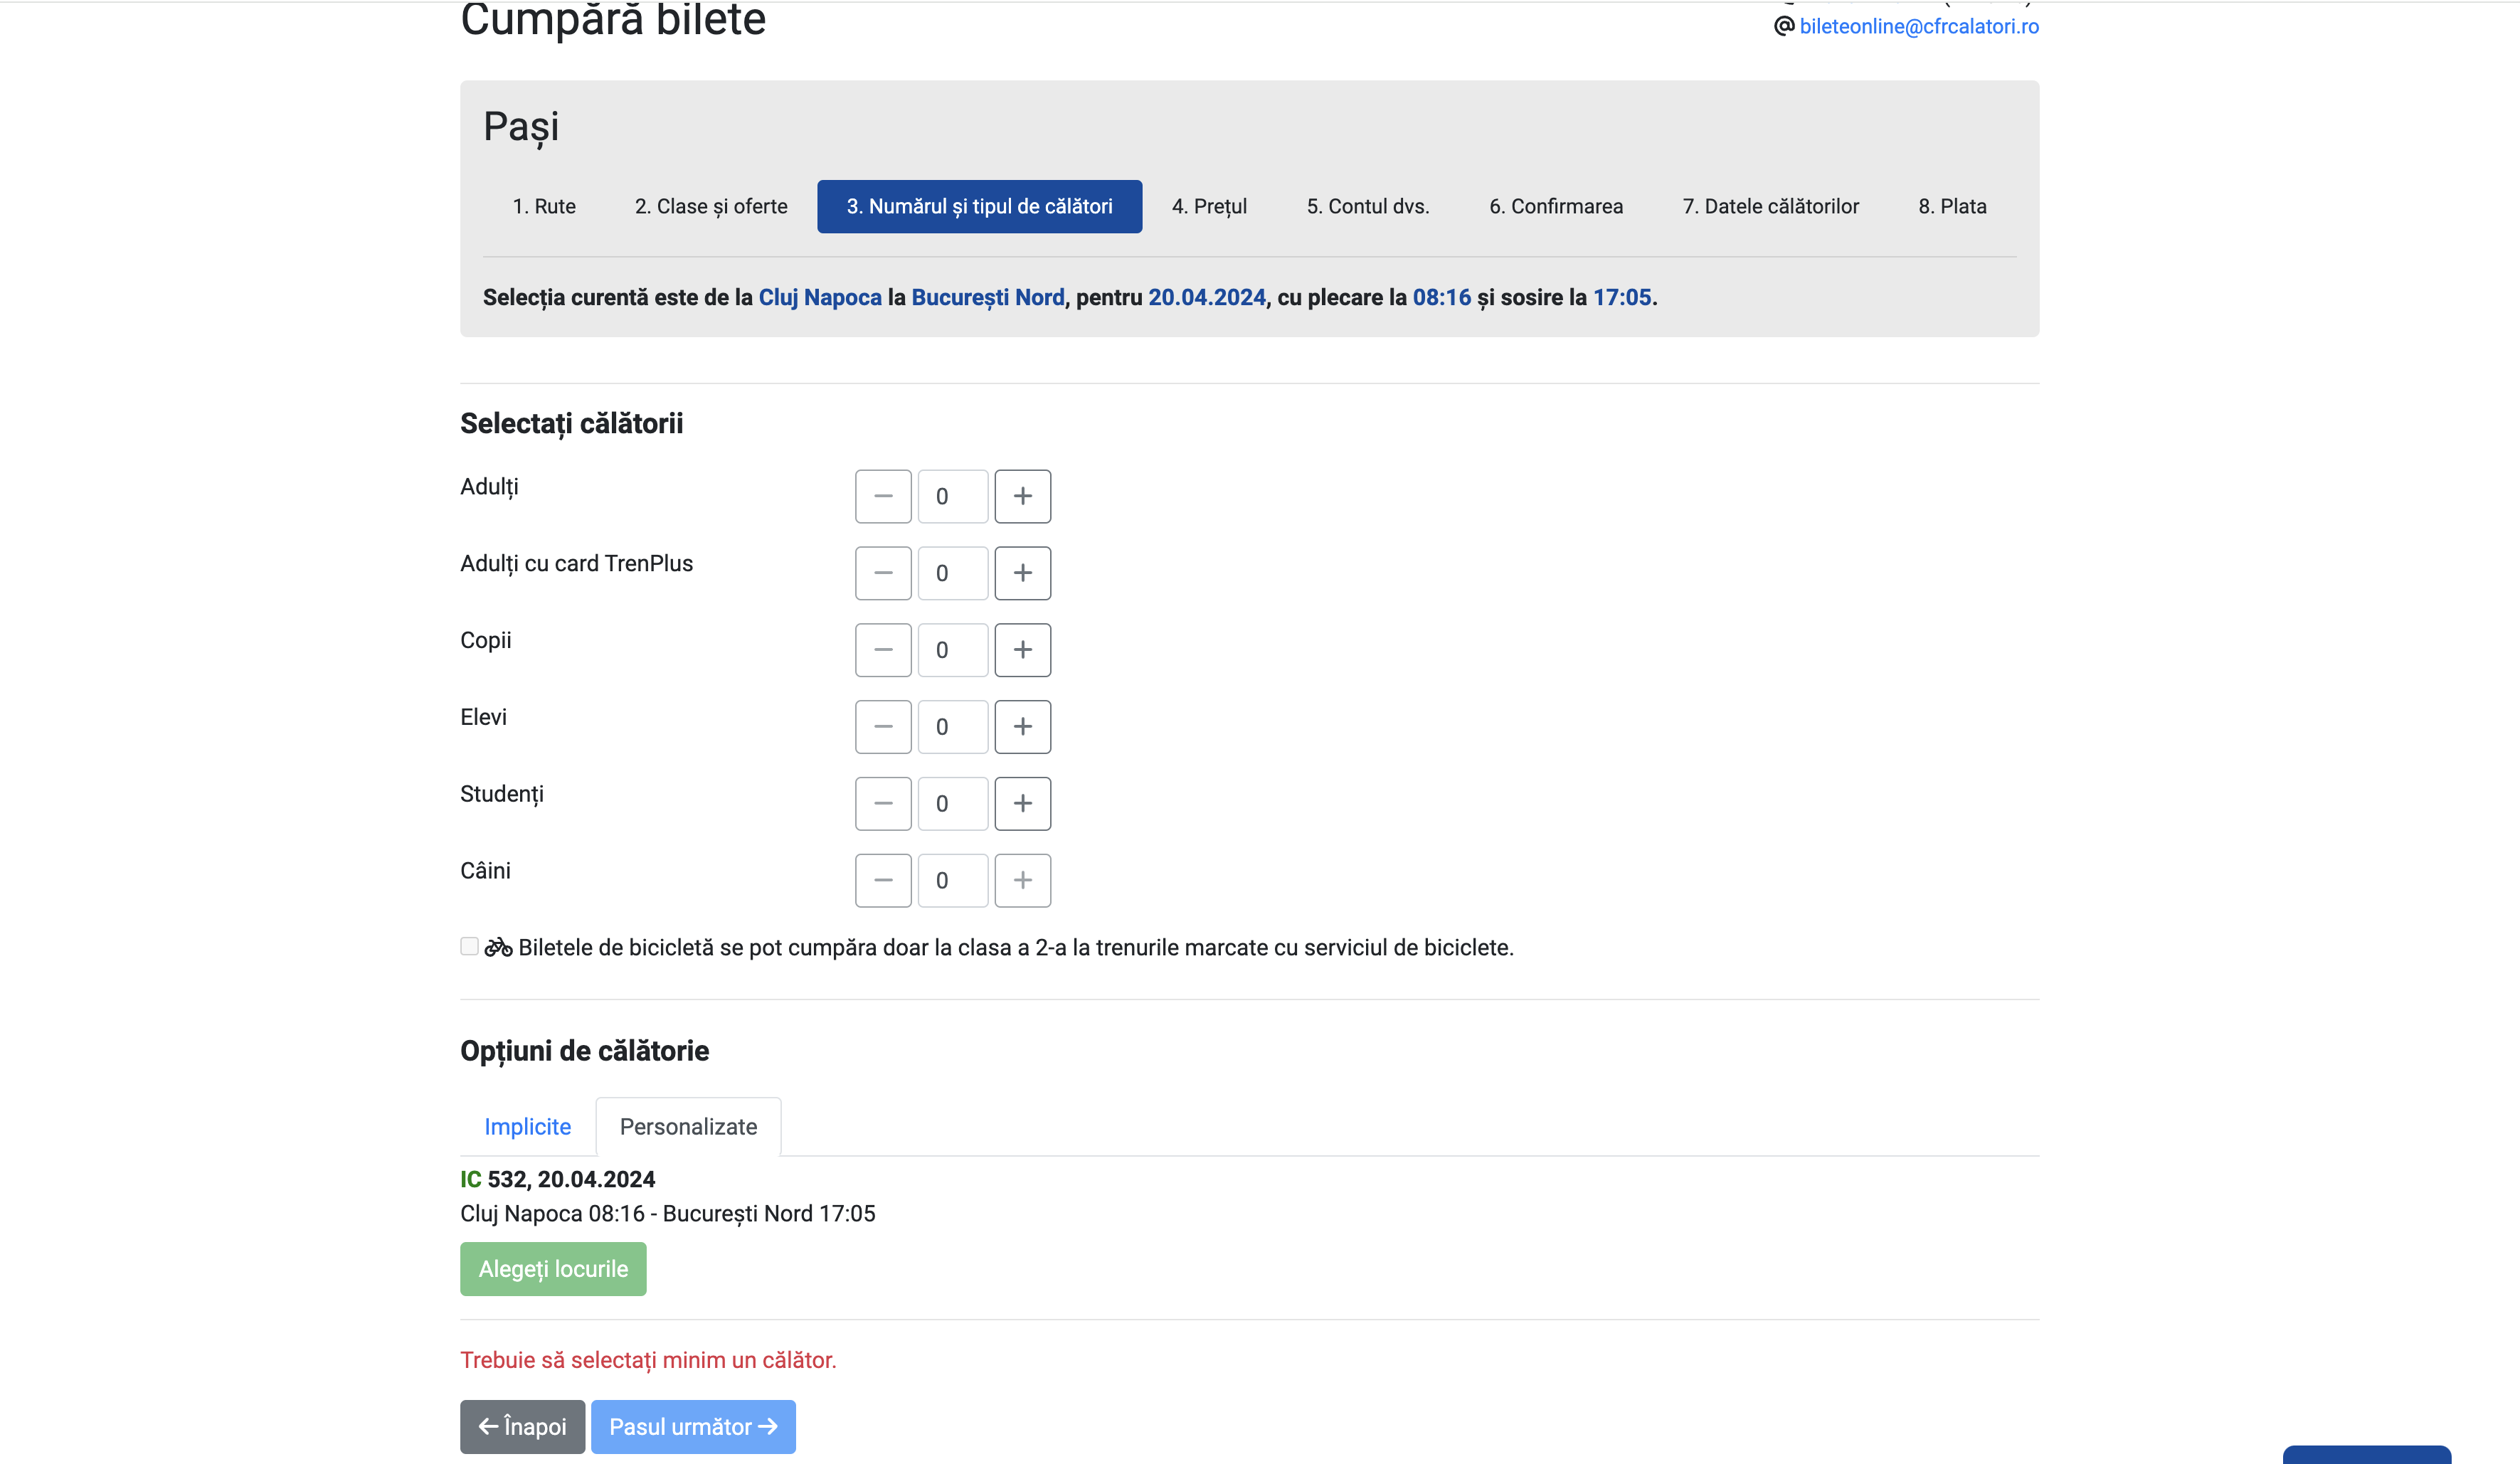 Cumpără bilete
bileteonline@cfrcalatori.ro
Pași
1. Rute 2. Clase și oferte 3. Numărul și tipul de călători 4. Prețul 5. Contul dvs. 6. Confirmarea 7. Datele călătorilor 8. Plata
Selecția curentă este de la Cluj Napoca la București Nord, pentru 20.04.2024, cu plecare la 08:16 și sosire la 17:05.
Selectați călătorii
Adulți 0
Adulți cu card TrenPlus 0
Copii 0
Elevi 0
Studenți 0
Câini 0
Biletele de bicicletă se pot cumpăra doar la clasa a 2-a la trenurile marcate cu serviciul de biciclete.
Opțiuni de călătorie
Implicite Personalizate
IC 532, 20.04.2024
Cluj Napoca 08:16 - București Nord 17:05
Alegeți locurile
Trebuie să selectați minim un călător.
Înapoi Pasul următor